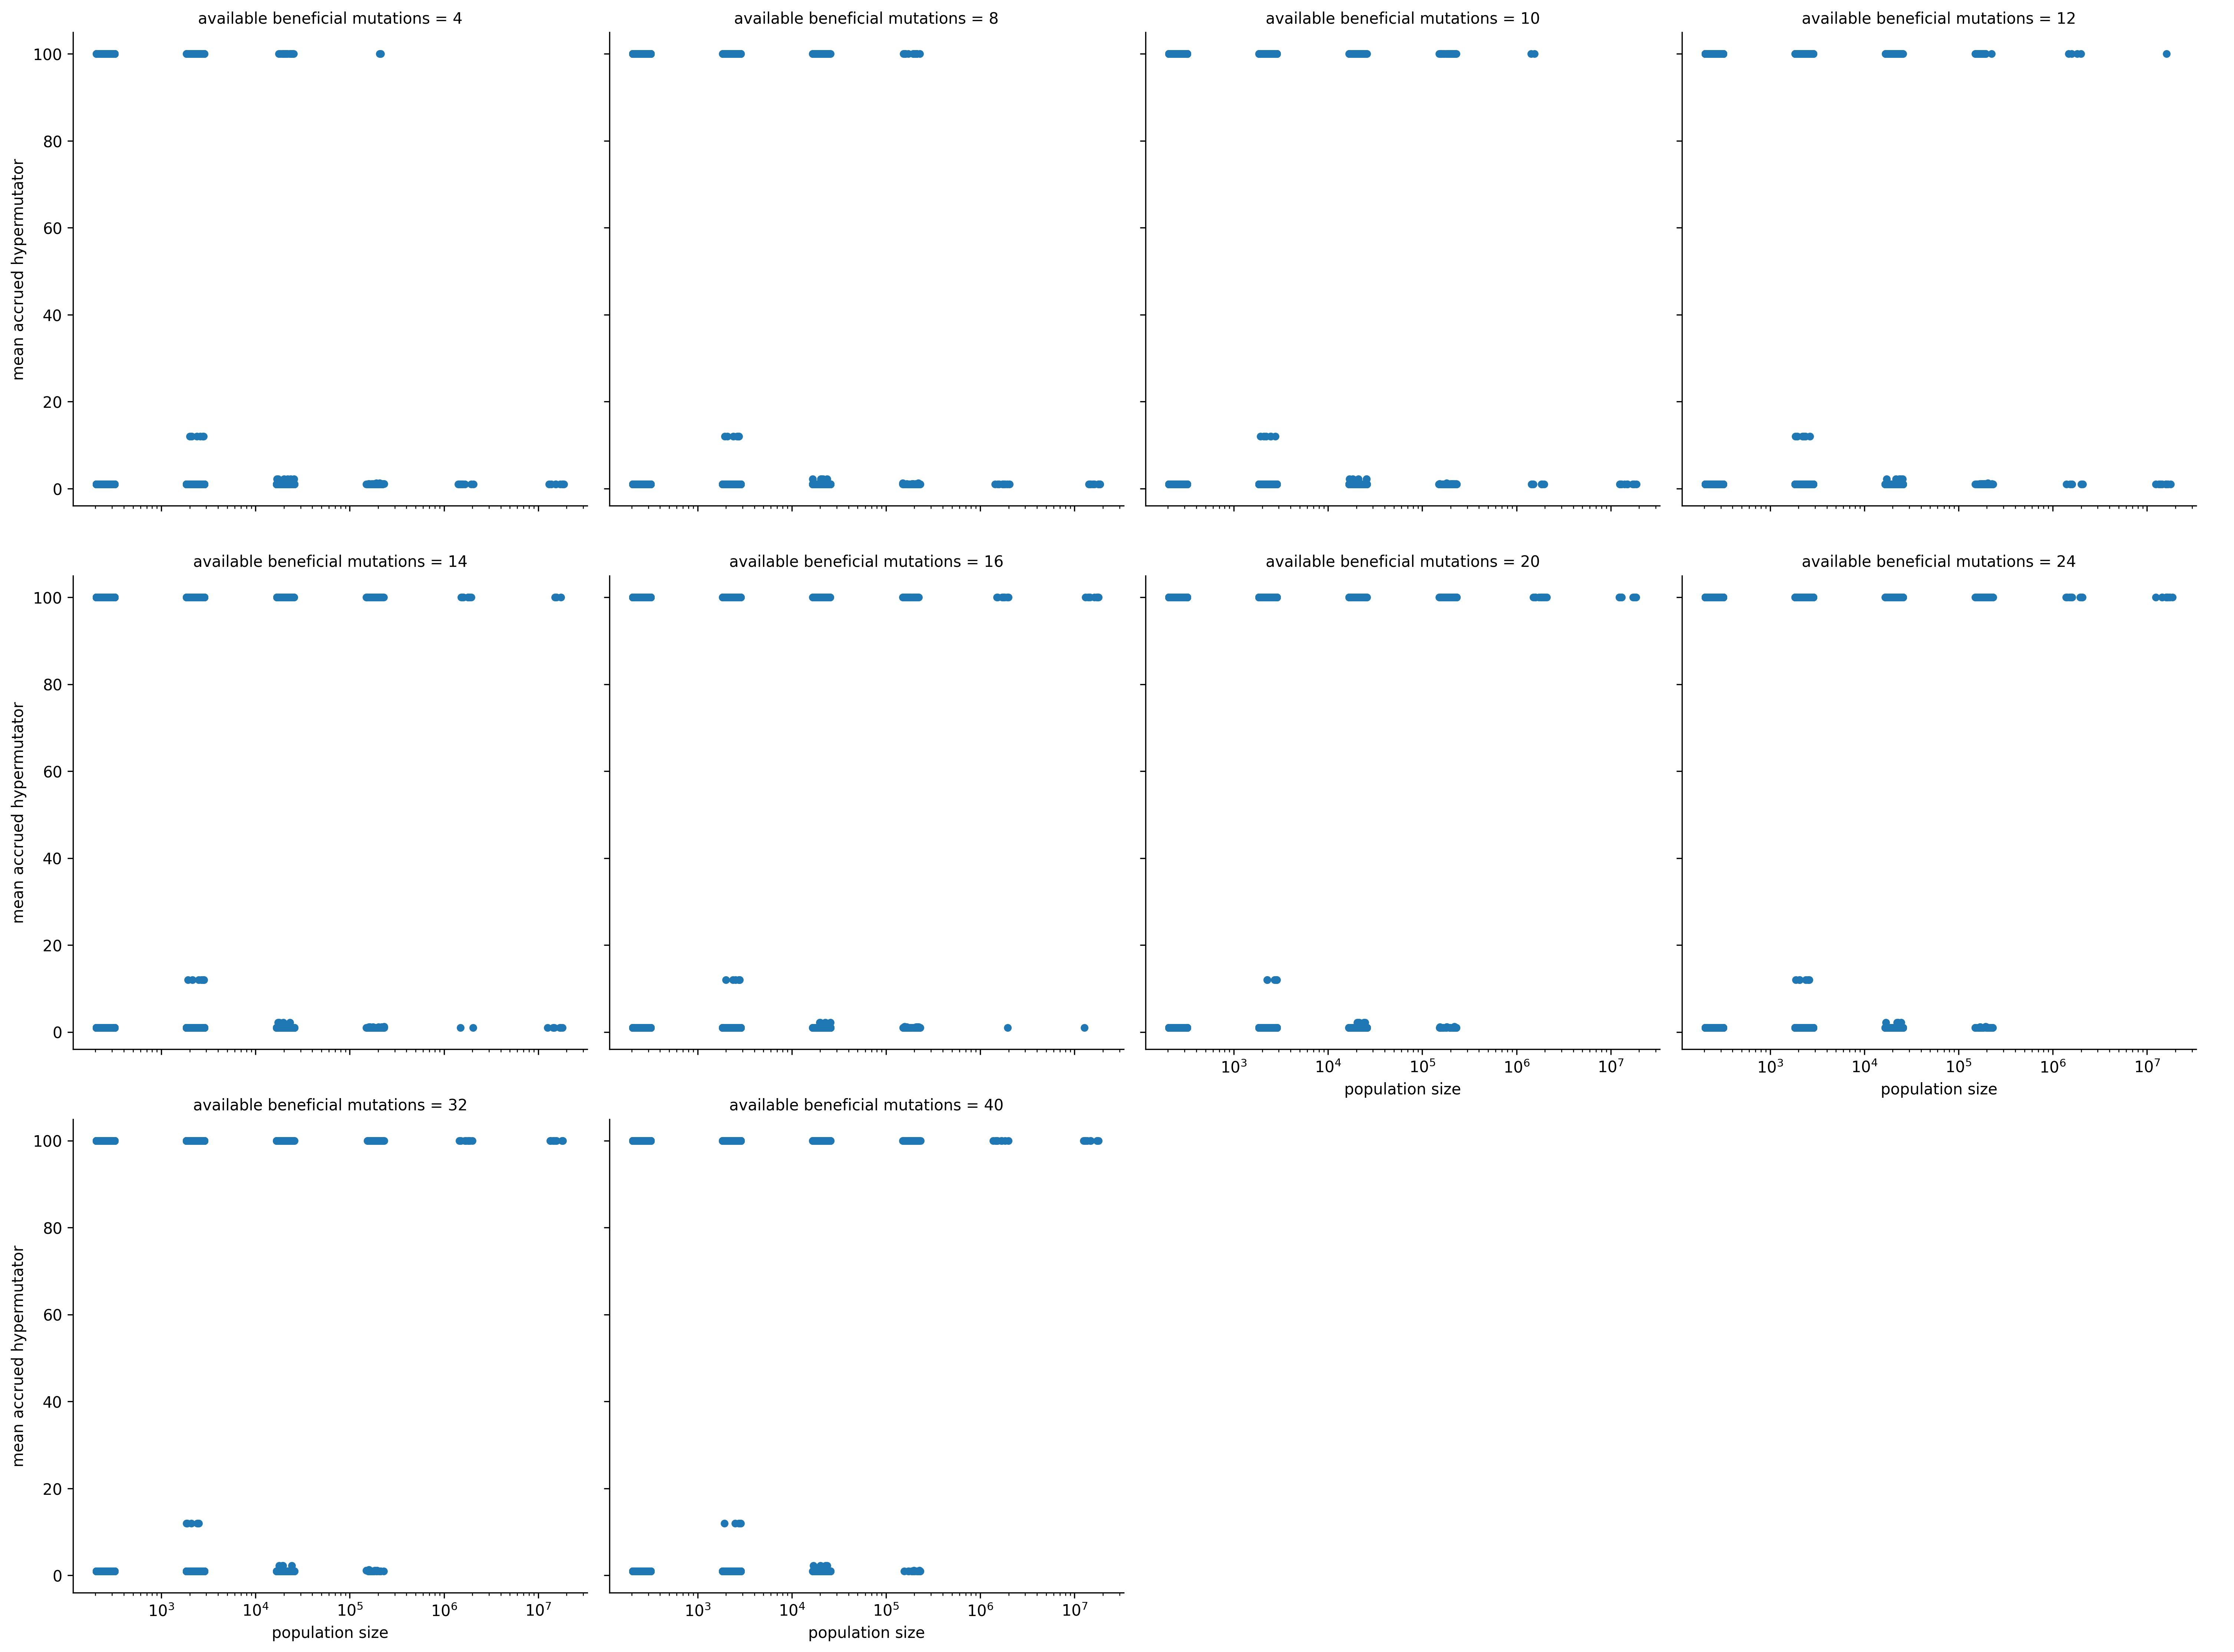 available beneficial mutations = 4
available beneficial mutations = 8
available beneficial mutations = 10
available beneficial mutations = 12
mean accrued hypermutator
100
80
60
40
20
0
available beneficial mutations = 14
available beneficial mutations = 16
available beneficial mutations = 20
available beneficial mutations = 24
mean accrued hypermutator
100
80
60
40
20
0
10³ 10⁴ 10⁵ 10⁶ 10⁷
population size
10³ 10⁴ 10⁵ 10⁶ 10⁷
population size
available beneficial mutations = 32
available beneficial mutations = 40
mean accrued hypermutator
100
80
60
40
20
0
10³ 10⁴ 10⁵ 10⁶ 10⁷
population size
10³ 10⁴ 10⁵ 10⁶ 10⁷
population size